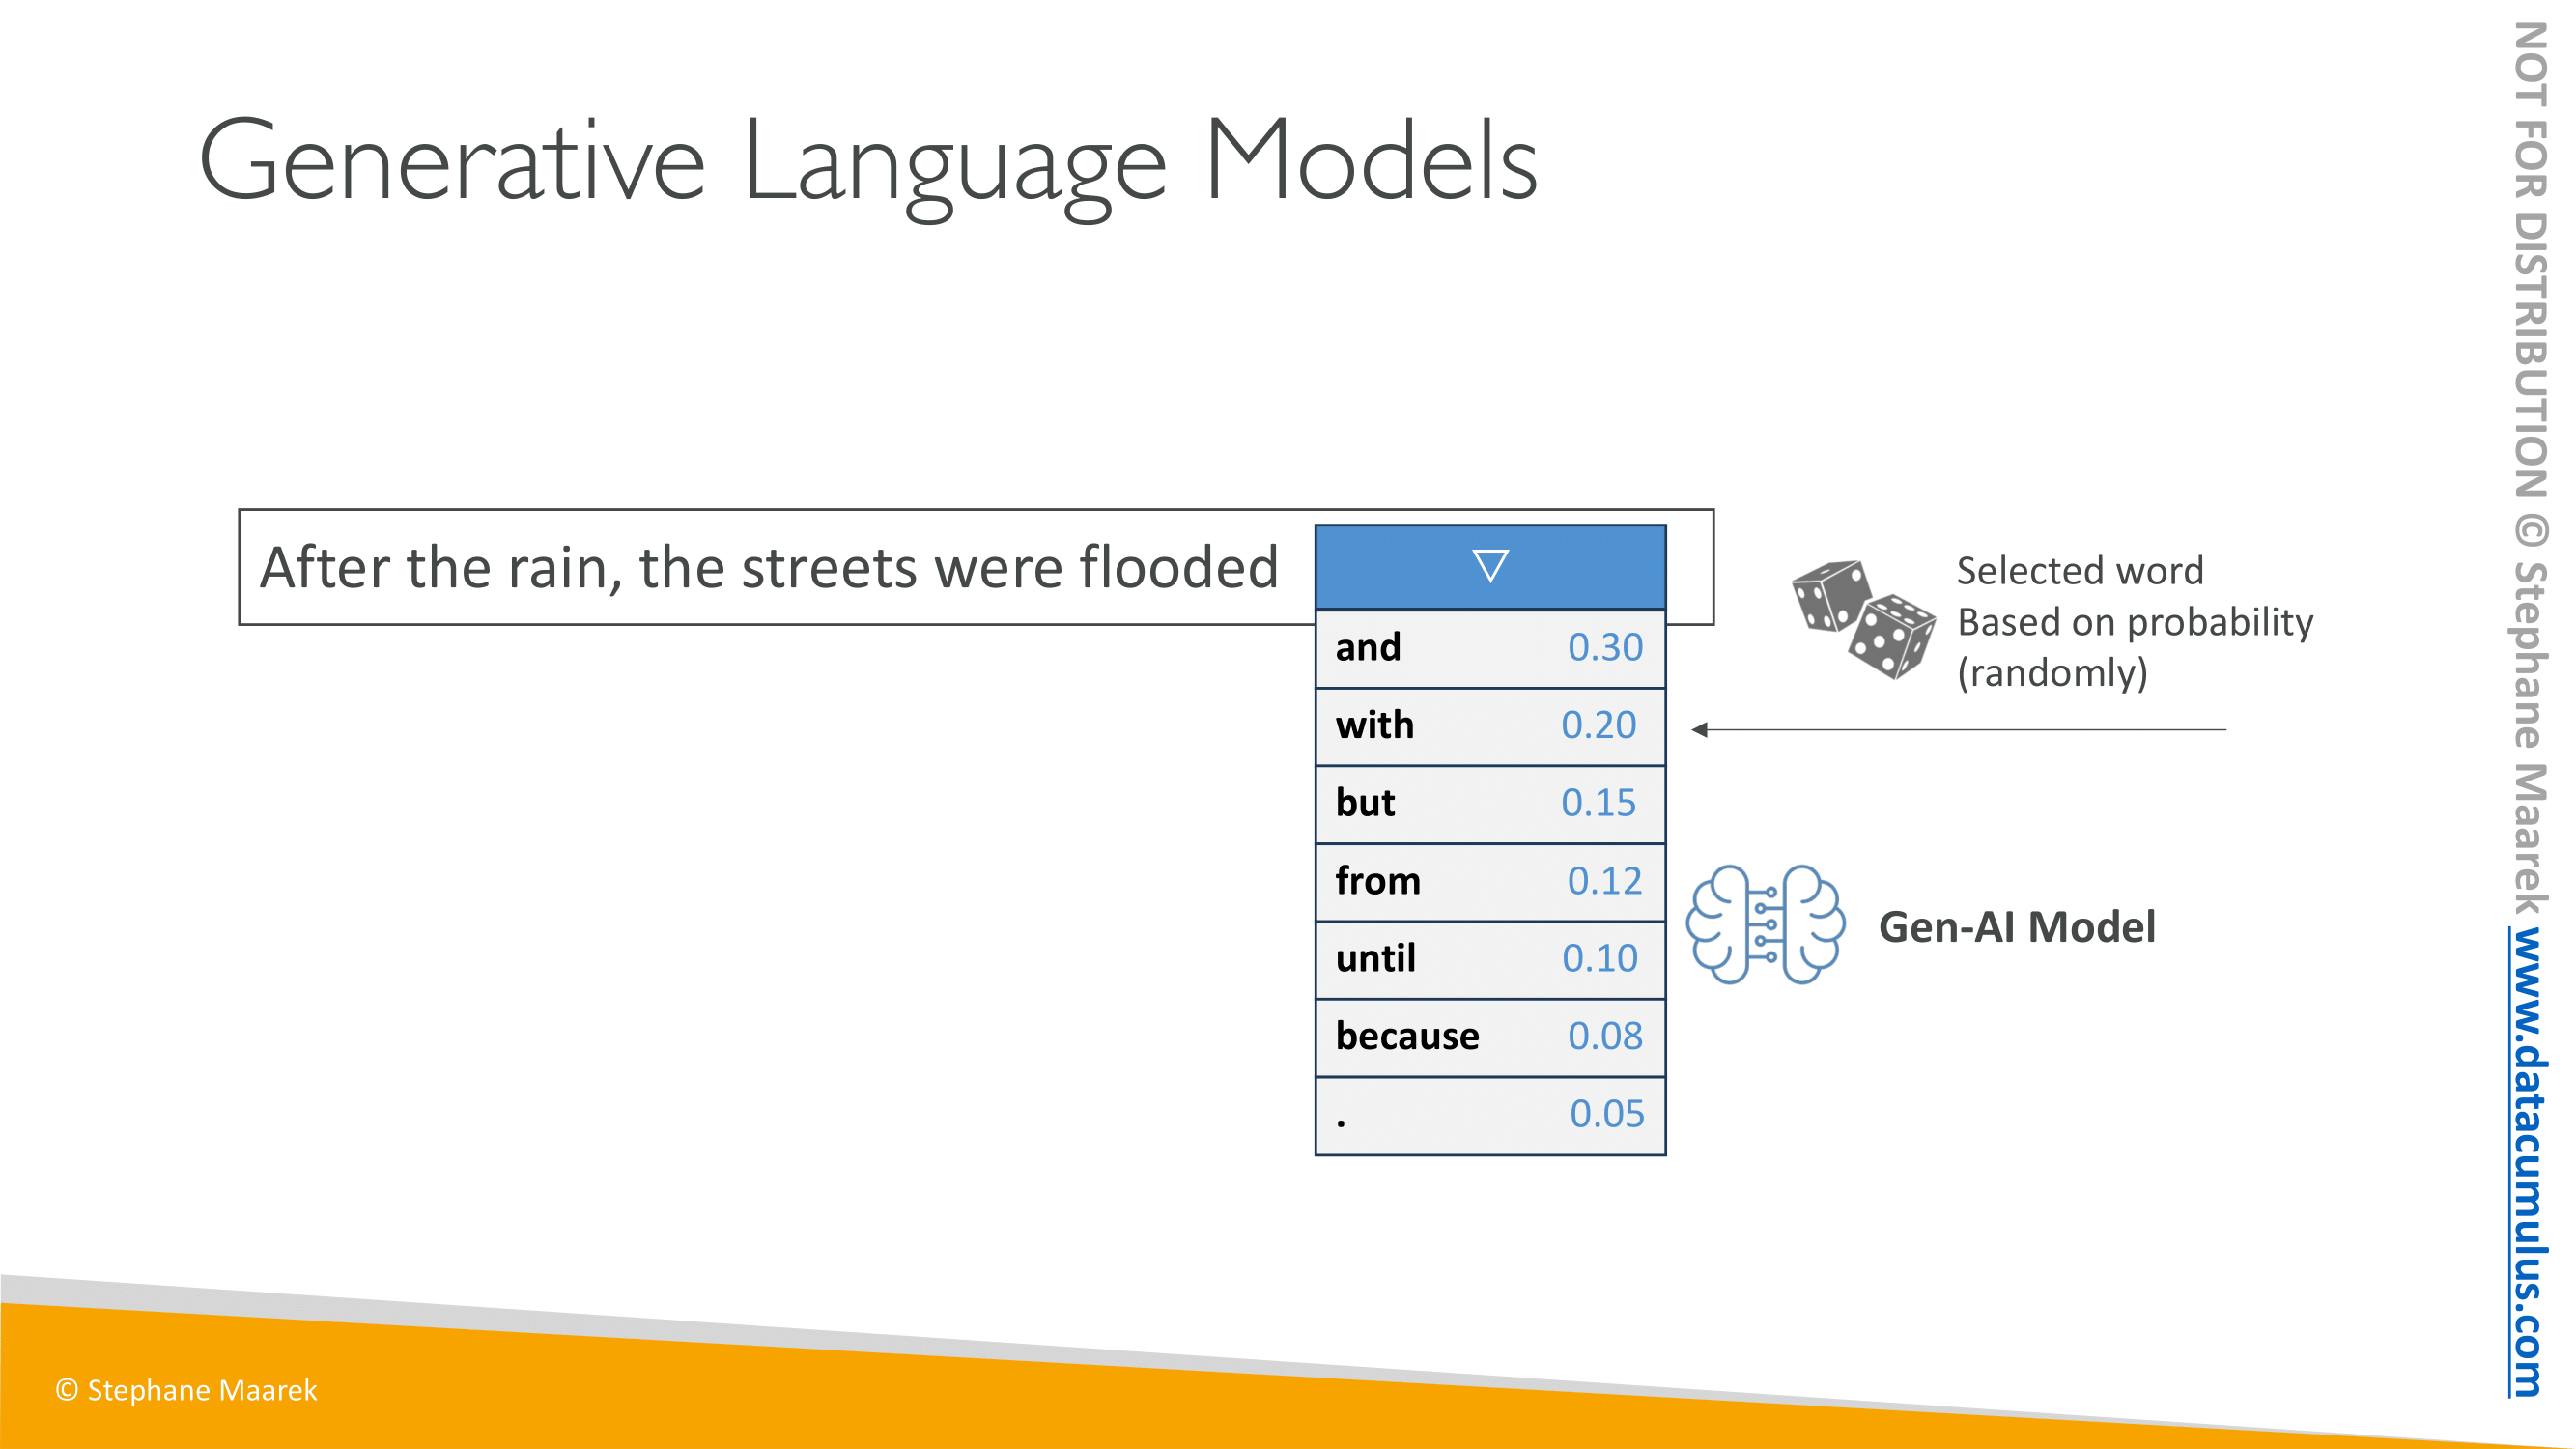 Generative Language Models
After the rain, the streets were flooded
▽
and 0.30
with 0.20
but 0.15
from 0.12
until 0.10
because 0.08
. 0.05
Selected word
Based on probability
(randomly)
Gen-AI Model
© Stephane Maarek
NOT FOR DISTRIBUTION © Stephane Maarek www.datacumulus.com